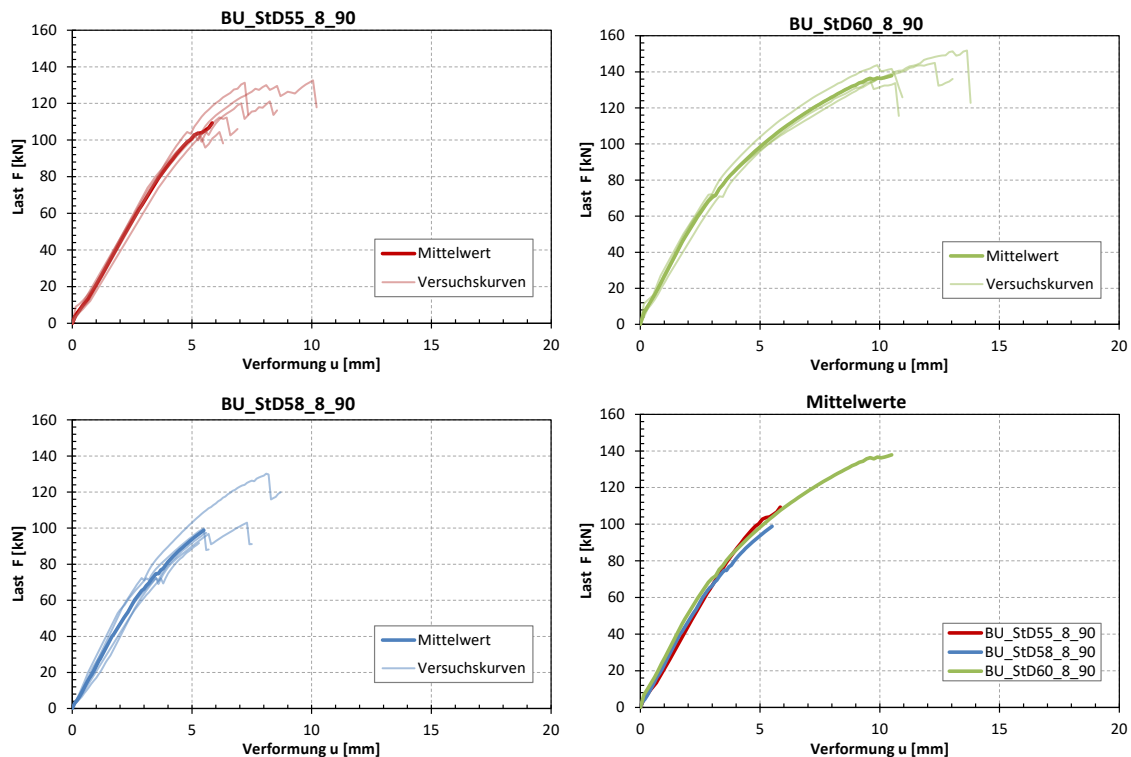 BU_StD55_8_90
160
140
120
100
80
60
40
20
0
Last F [kN]
Mittelwert
Versuchskurven
0 5 10 15 20
Verformung u [mm]
BU_StD60_8_90
160
140
120
100
80
60
40
20
0
Last F [kN]
Mittelwert
Versuchskurven
0 5 10 15 20
Verformung u [mm]
BU_StD58_8_90
160
140
120
100
80
60
40
20
0
Last F [kN]
Mittelwert
Versuchskurven
0 5 10 15 20
Verformung u [mm]
Mittelwerte
160
140
120
100
80
60
40
20
0
Last F [kN]
BU_StD55_8_90
BU_StD58_8_90
BU_StD60_8_90
0 5 10 15 20
Verformung u [mm]